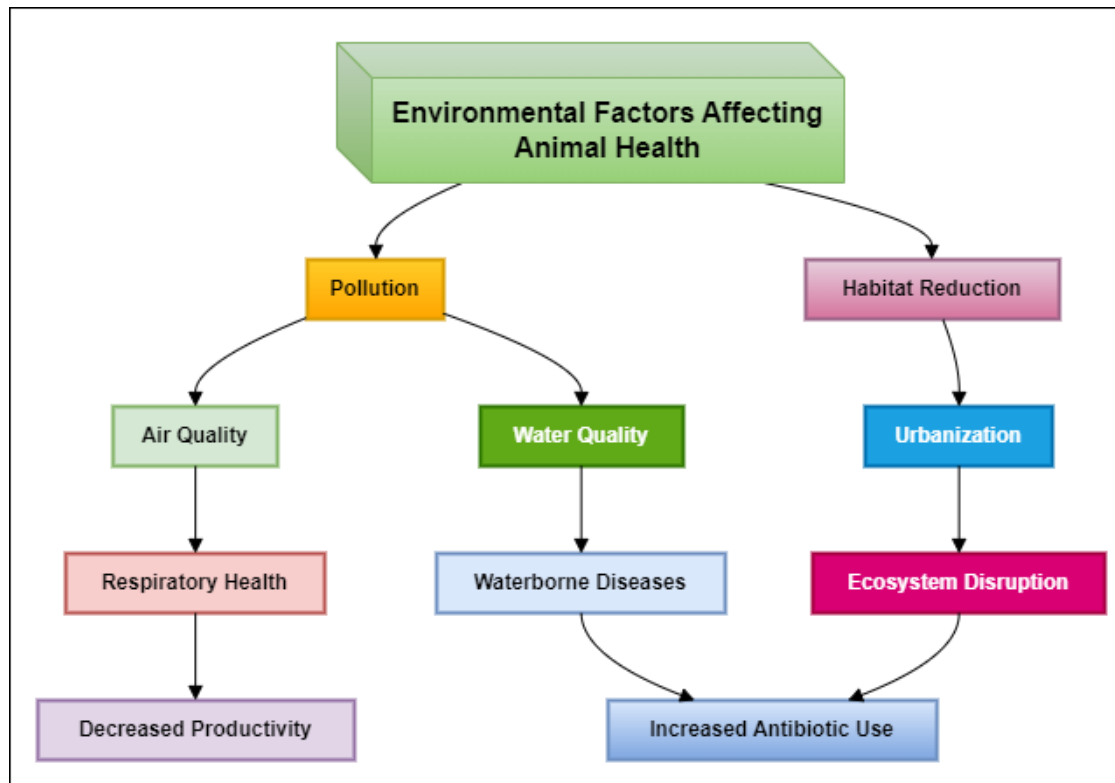 Environmental Factors Affecting
Animal Health
Pollution
Habitat Reduction
Air Quality
Water Quality
Urbanization
Respiratory Health
Waterborne Diseases
Ecosystem Disruption
Decreased Productivity
Increased Antibiotic Use